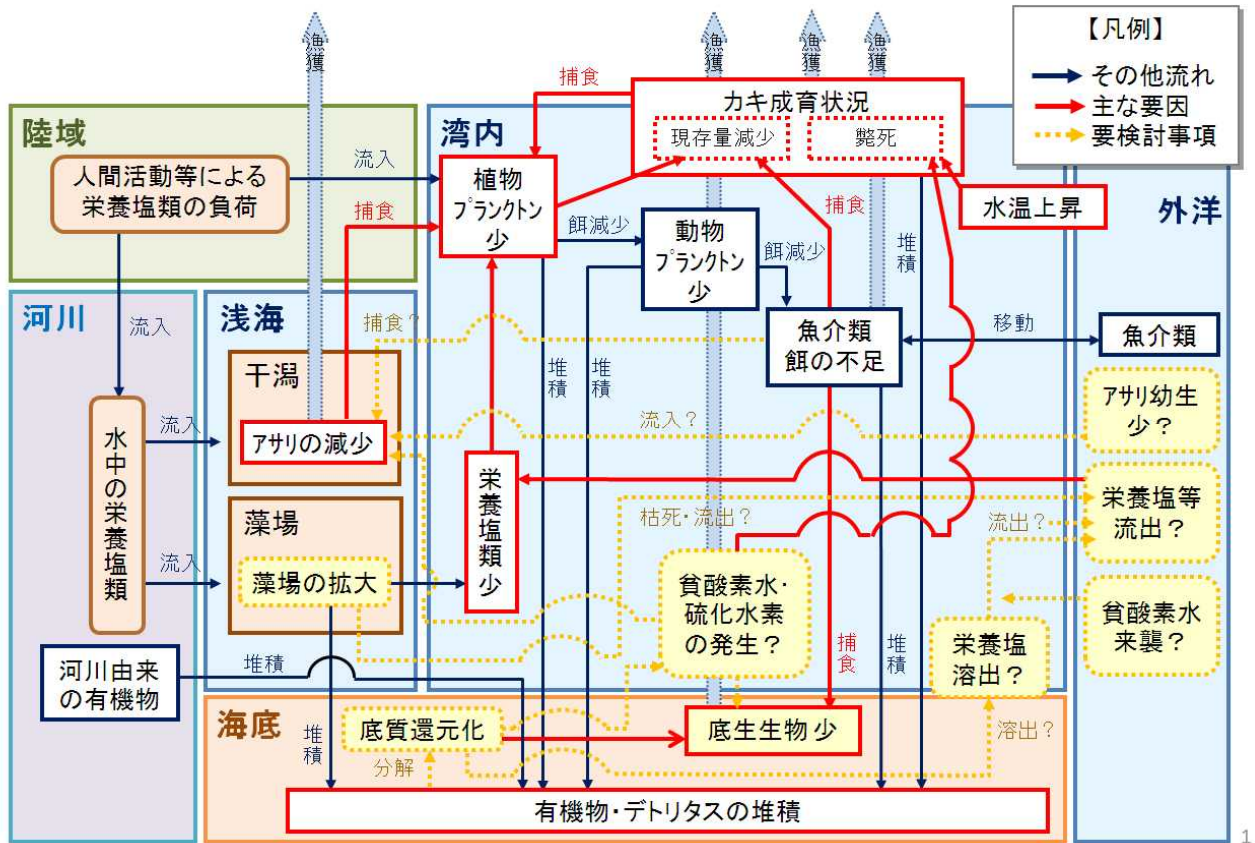 漁獲
漁獲
漁獲
漁獲
【凡例】
その他流れ
主な要因
要検討事項
陸域
人間活動等による
栄養塩類の負荷
流入
捕食
流入
湾内
捕食
カキ成育状況
現存量減少
斃死
植物
プランクトン
少
餌減少
動物
プランクトン
少
餌減少
捕食
堆積
水温上昇
外洋
河川
浅海
捕食？
魚介類
餌の不足
移動
魚介類
干潟
アサリの減少
堆積
堆積
流入？
アサリ幼生
少？
水中の栄養塩類
流入
流入
藻場
藻場の拡大
栄養塩類少
枯死・流出？
栄養塩等
流出？
流出？
貧酸素水・
硫化水素
の発生？
捕食
堆積
栄養塩
溶出？
貧酸素水
来襲？
河川由来
の有機物
堆積
海底
堆積
底質還元化
分解
底生生物少
溶出？
有機物・デトリタスの堆積
1